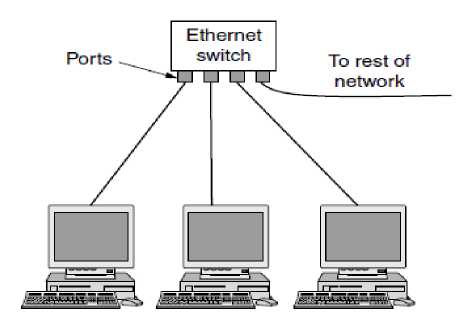 Ethernet
switch
Ports
To rest of
network